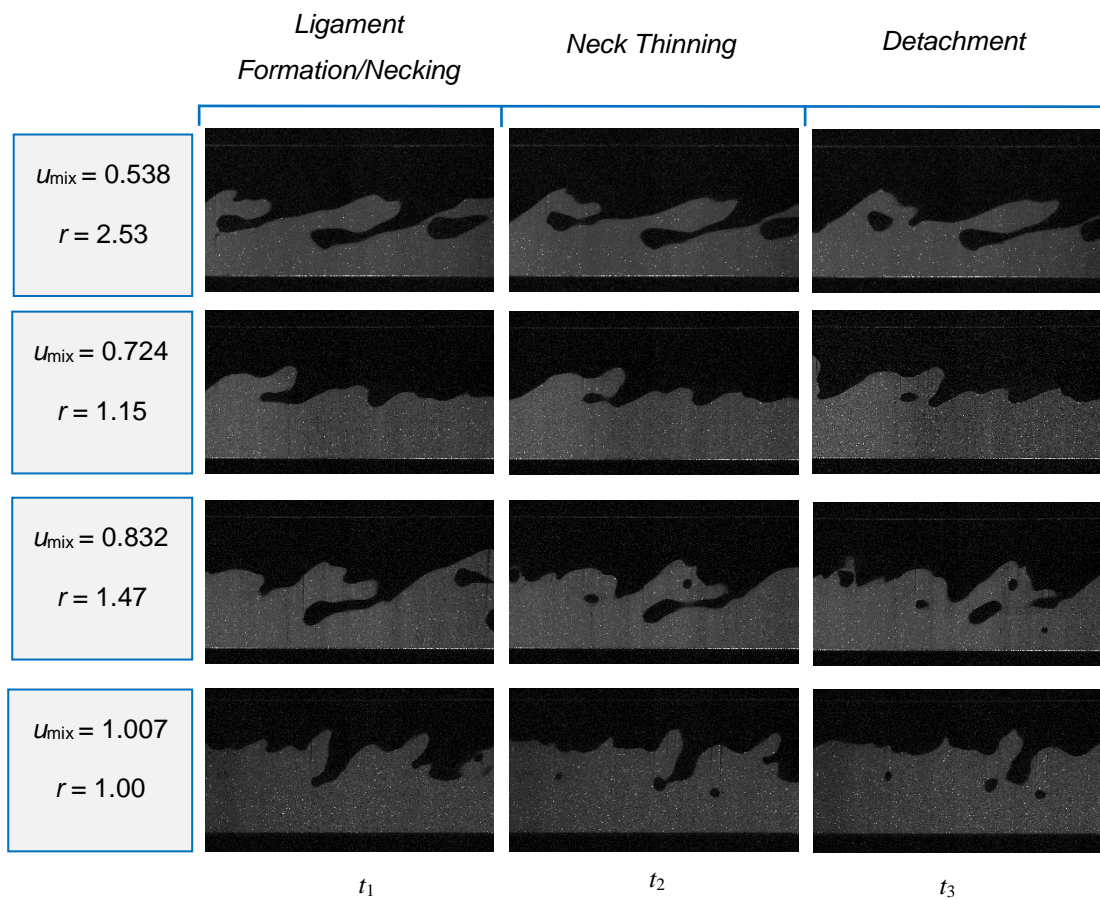 Ligament
Formation/Necking
Neck Thinning
Detachment
umix = 0.538
r = 2.53
umix = 0.724
r = 1.15
umix = 0.832
r = 1.47
umix = 1.007
r = 1.00
t1
t2
t3